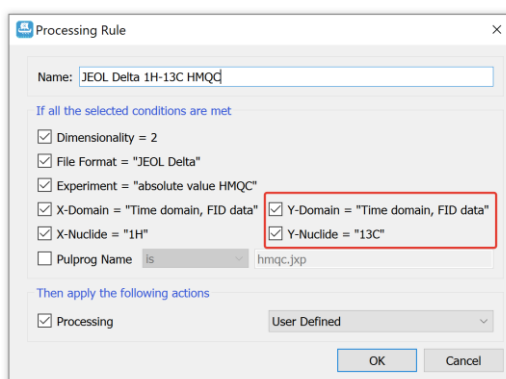 Processing Rule
Name: JEOL Delta 1H-13C HMQC
If all the selected conditions are met
Dimensionality = 2
File Format = "JEOL Delta"
Experiment = "absolute value HMQC"
X-Domain = "Time domain, FID data" Y-Domain = "Time domain, FID data"
X-Nuclide = "1H" Y-Nuclide = "13C"
Pulprog Name is hmqc.jxp
Then apply the following actions
Processing User Defined
OK Cancel